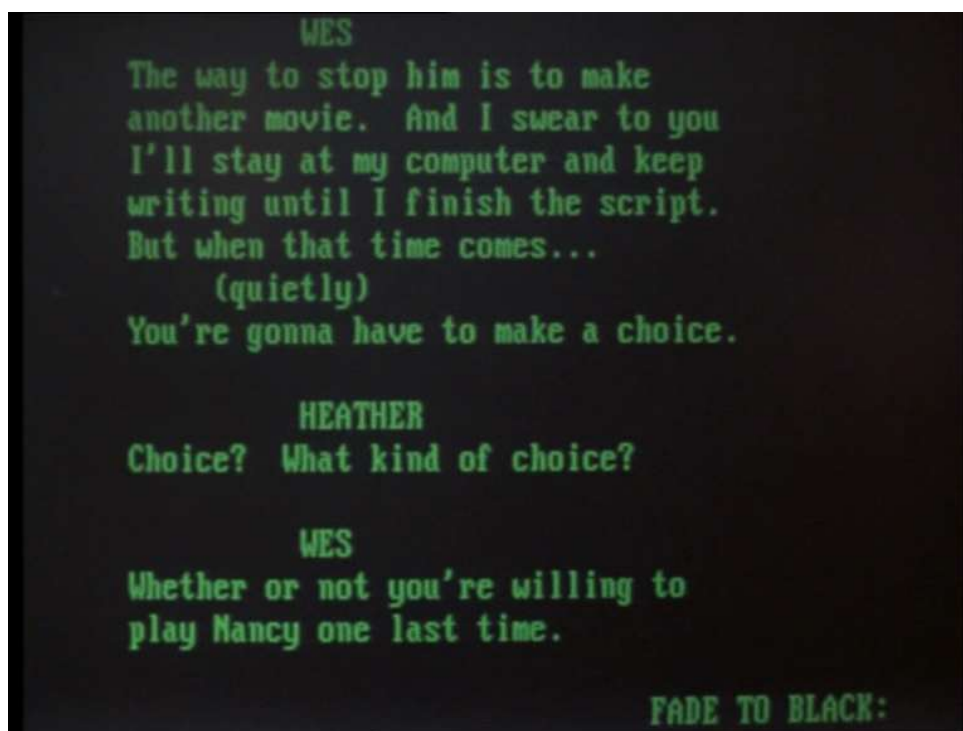 WES
The way to stop him is to make
another movie. And I swear to you
I'll stay at my computer and keep
writing until I finish the script.
But when that time comes...
(quietly)
You're gonna have to make a choice.
HEATHER
Choice? What kind of choice?
WES
Whether or not you're willing to
play Nancy one last time.
FADE TO BLACK: